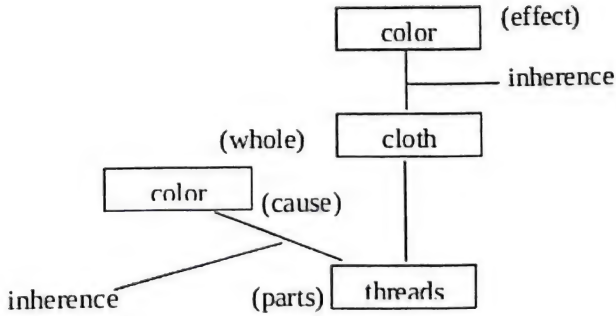 color (effect)
inherence
(whole) cloth
color (cause)
inherence (parts) threads